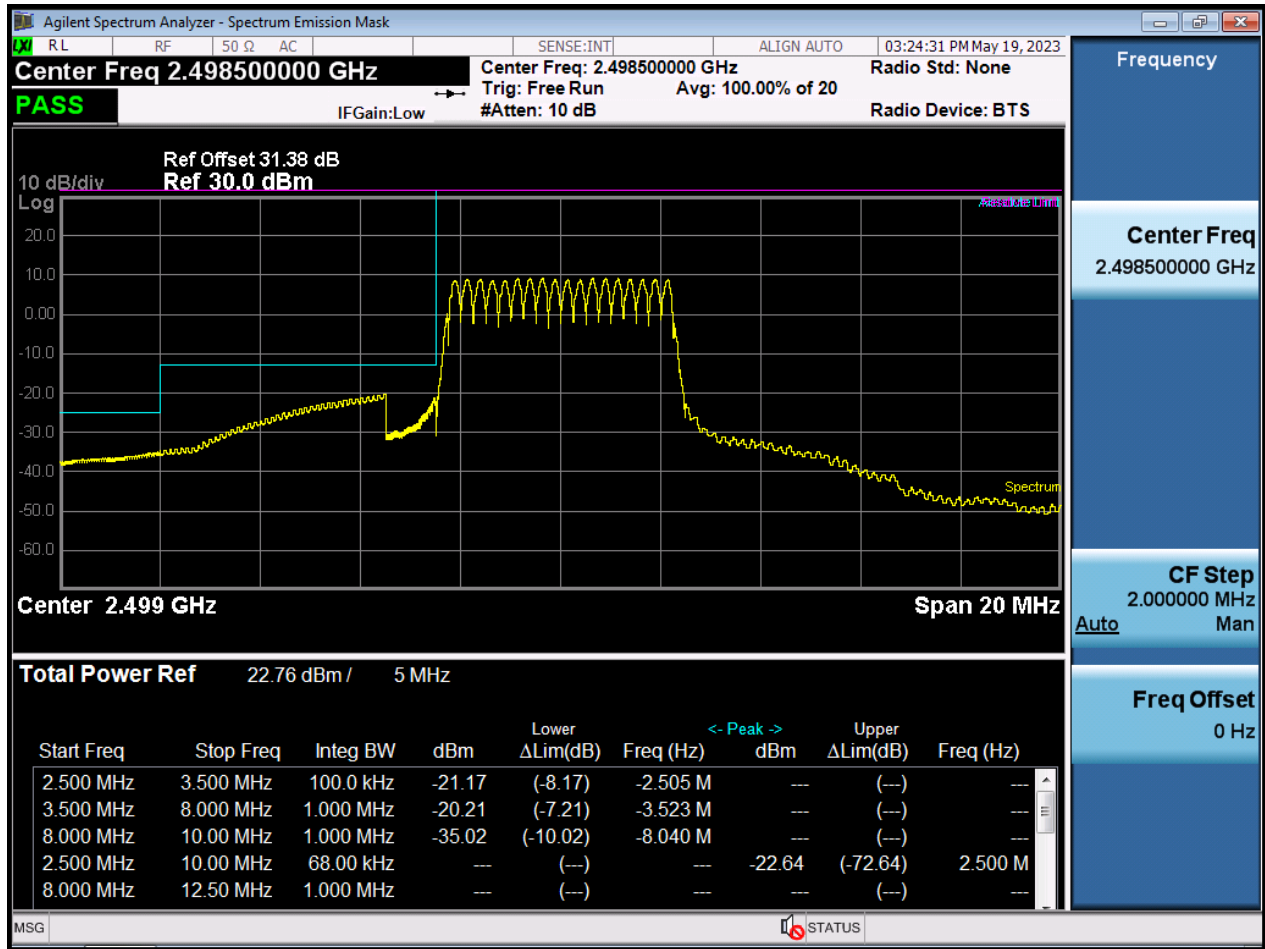 Agilent Spectrum Analyzer - Spectrum Emission Mask
LXI RL RF 50 Ω AC SENSE:INT ALIGN AUTO 03:24:31 PM May 19, 2023
Center Freq 2.498500000 GHz
Center Freq: 2.498500000 GHz Radio Std: None
Trig: Free Run Avg: 100.00% of 20
PASS
IFGain:Low #Atten: 10 dB Radio Device: BTS
Ref Offset 31.38 dB
10 dB/div Ref 30.0 dBm
Log
20.0
10.0
0.00
-10.0
-20.0
-30.0
-40.0
Spectrum
-50.0
-60.0
Center 2.499 GHz Span 20 MHz
Total Power Ref 22.76 dBm / 5 MHz
Lower <- Peak -> Upper
Start Freq Stop Freq Integ BW dBm ΔLim(dB) Freq (Hz) dBm ΔLim(dB) Freq (Hz)
2.500 MHz 3.500 MHz 100.0 kHz -21.17 (-8.17) -2.505 M --- (---) ---
3.500 MHz 8.000 MHz 1.000 MHz -20.21 (-7.21) -3.523 M --- (---) ---
8.000 MHz 10.00 MHz 1.000 MHz -35.02 (-10.02) -8.040 M --- (---) ---
2.500 MHz 10.00 MHz 68.00 kHz --- (---) --- -22.64 (-72.64) 2.500 M
8.000 MHz 12.50 MHz 1.000 MHz --- (---) --- --- (---) ---
MSG STATUS
Frequency
Center Freq
2.498500000 GHz
CF Step
2.000000 MHz
Auto Man
Freq Offset
0 Hz